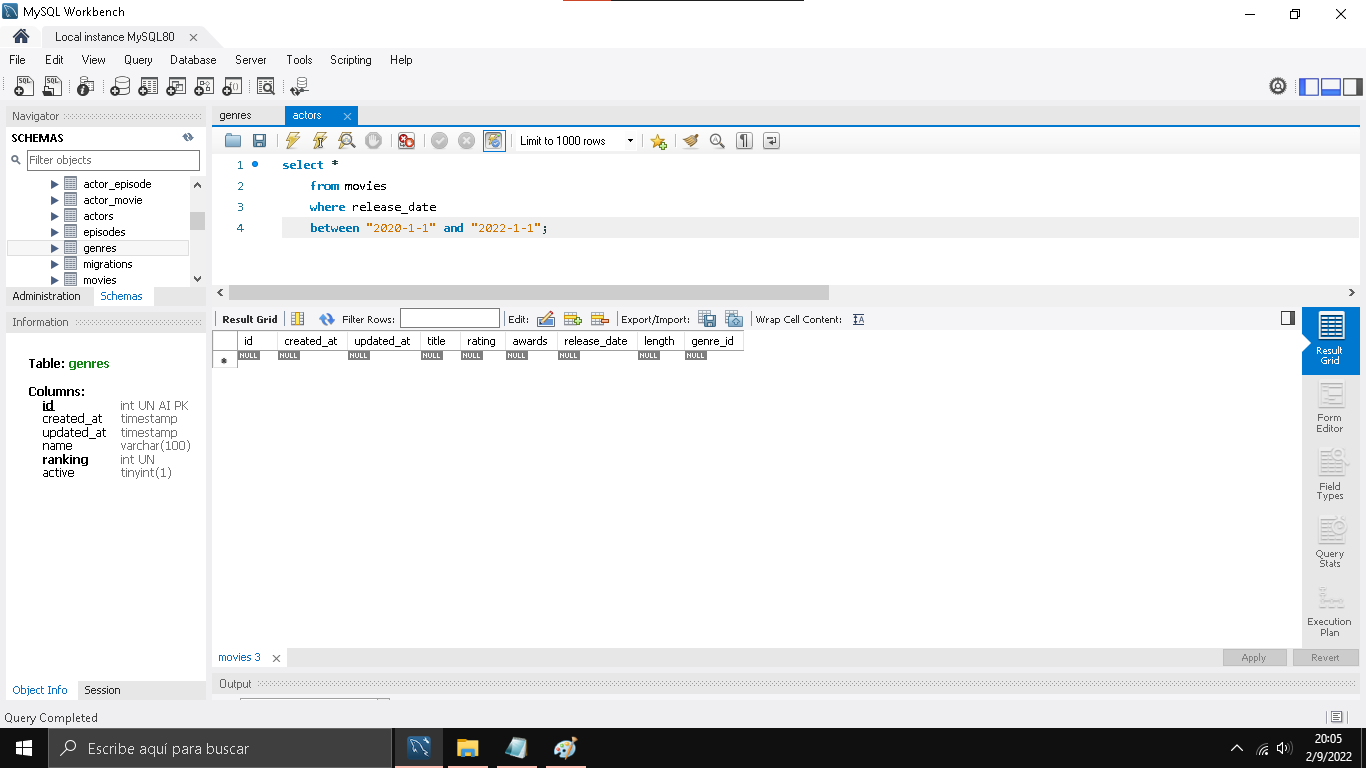 MySQL Workbench
Local instance MySQL80
File Edit View Query Database Server Tools Scripting Help
Navigator
SCHEMAS
Filter objects
actor_episode
actor_movie
actors
episodes
genres
migrations
movies
Administration Schemas
Information
Table: genres
Columns:
id int UN AI PK
created_at timestamp
updated_at timestamp
name varchar(100)
ranking int UN
active tinyint(1)
Object Info Session
genres actors
Limit to 1000 rows
1 select *
2 from movies
3 where release_date
4 between "2020-1-1" and "2022-1-1";
Result Grid Filter Rows: Edit: Export/Import: Wrap Cell Content: IA
id created_at updated_at title rating awards release_date length genre_id
NULL NULL NULL NULL NULL NULL NULL NULL NULL
Result
Grid
Form
Editor
Field
Types
Query
Stats
Execution
Plan
movies 3
Apply Revert
Output
Query Completed
Escribe aquí para buscar
20:05
2/9/2022